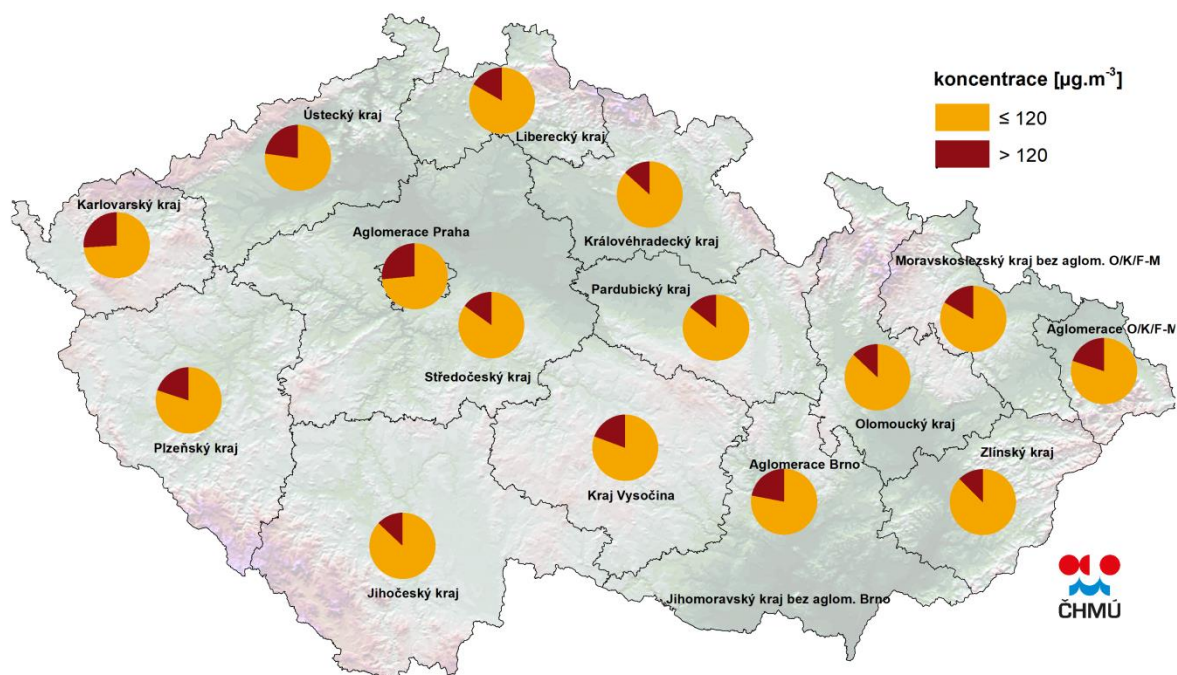 koncentrace [µg.m⁻³]
≤ 120
> 120
Ústecký kraj
Liberecký kraj
Karlovarský kraj
Aglomerace Praha
Královéhradecký kraj
Moravskoslezský kraj bez aglom. O/K/F-M
Pardubický kraj
Aglomerace O/K/F-M
Středočeský kraj
Olomoucký kraj
Plzeňský kraj
Zlínský kraj
Aglomerace Brno
Kraj Vysočina
Jihočeský kraj
Jihomoravský kraj bez aglom. Brno
ČHMÚ